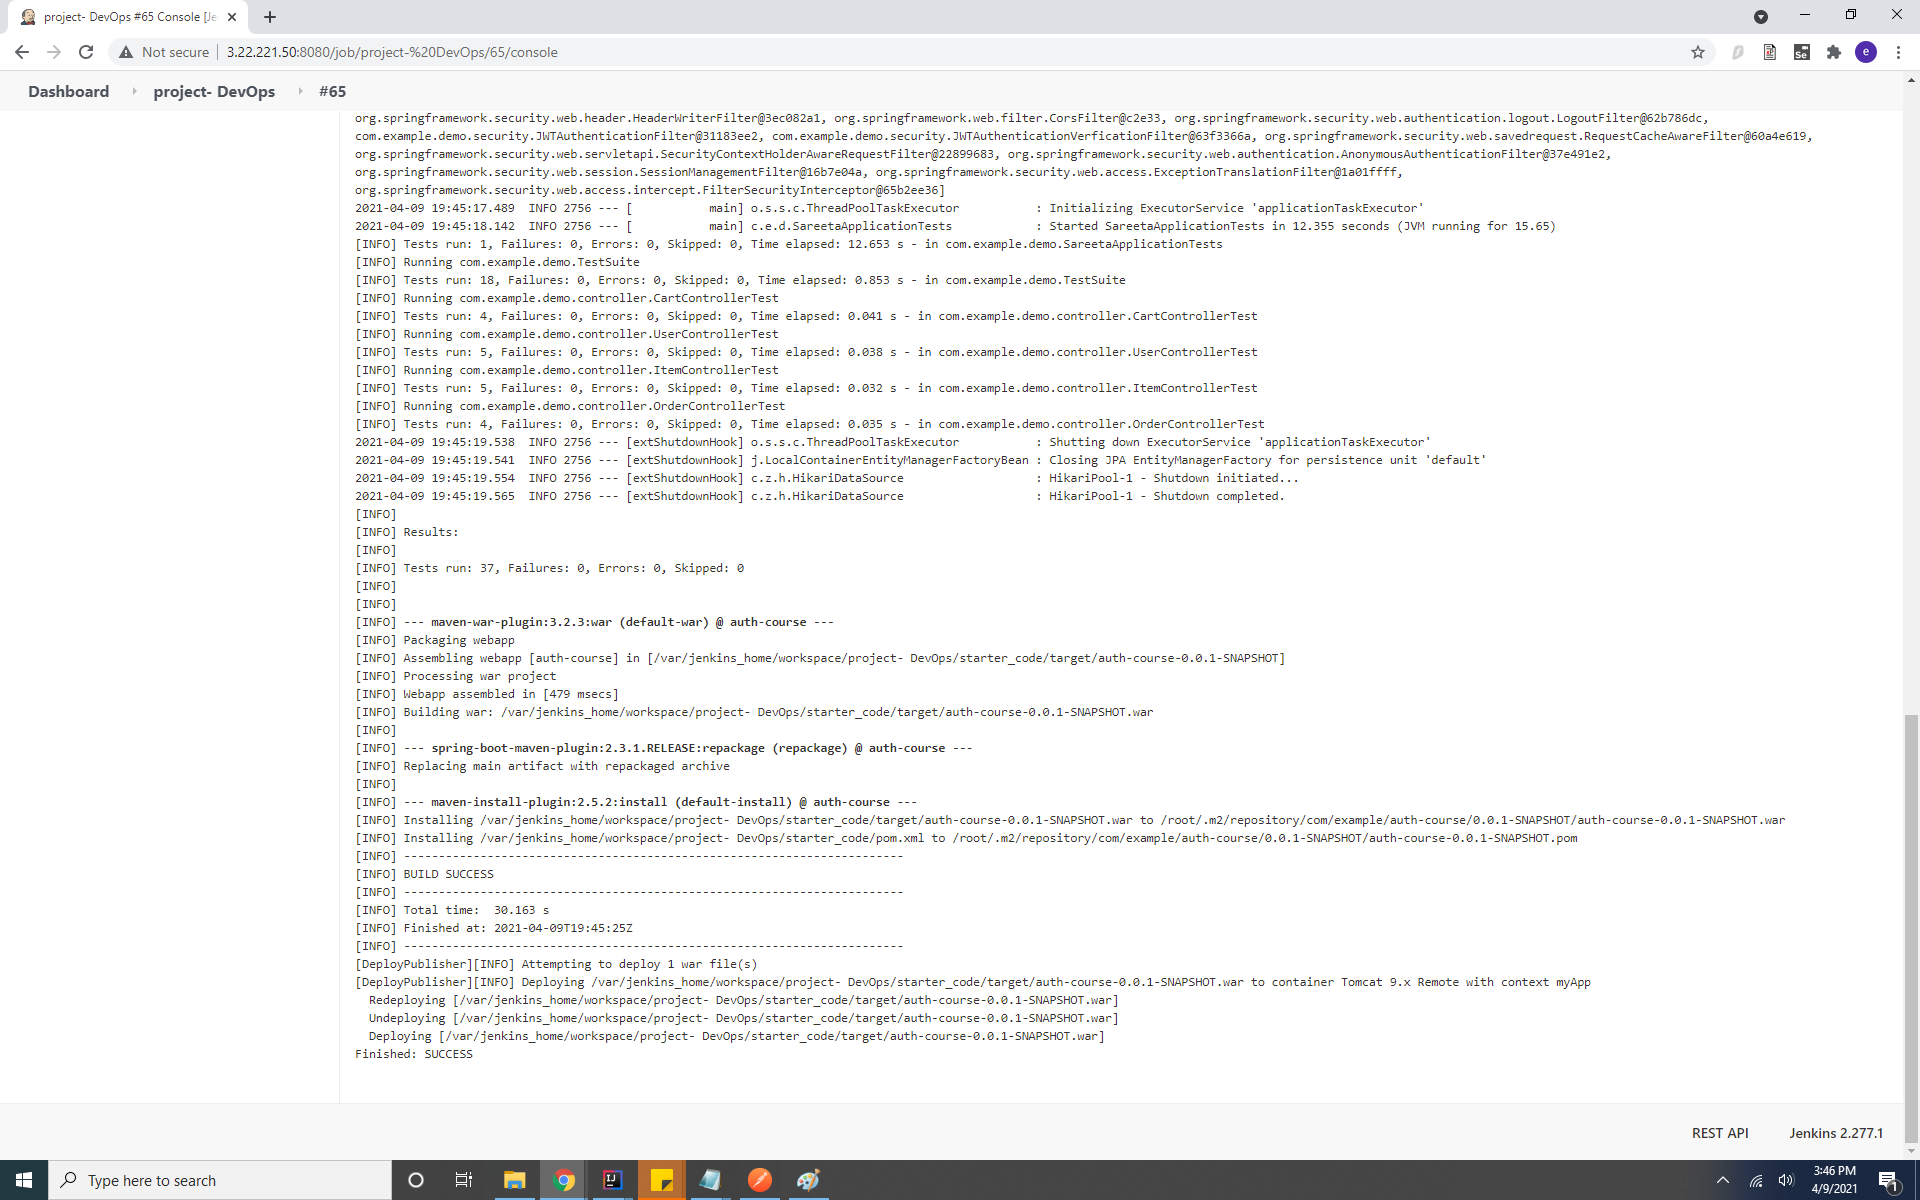 project- DevOps #65 Console [Je
Not secure 3.22.221.50:8080/job/project-%20DevOps/65/console
Se
e
Dashboard project- DevOps #65
org.springframework.security.web.header.HeaderWriterFilter@3ec082a1, org.springframework.web.filter.CorsFilter@c2e33, org.springframework.security.web.authentication.logout.LogoutFilter@62b786dc,
com.example.demo.security.JWTAuthenticationFilter@31183ee2, com.example.demo.security.JWTAuthenticationVerficationFilter@63f3366a, org.springframework.security.web.savedrequest.RequestCacheAwareFilter@60a4e619,
org.springframework.security.web.servletapi.SecurityContextHolderAwareRequestFilter@22899683, org.springframework.security.web.authentication.AnonymousAuthenticationFilter@37e491e2,
org.springframework.security.web.session.SessionManagementFilter@16b7e04a, org.springframework.security.web.access.ExceptionTranslationFilter@1a01ffff,
org.springframework.security.web.access.intercept.FilterSecurityInterceptor@65b2ee36]
2021-04-09 19:45:17.489  INFO 2756 --- [           main] o.s.s.c.ThreadPoolTaskExecutor           : Initializing ExecutorService 'applicationTaskExecutor'
2021-04-09 19:45:18.142  INFO 2756 --- [           main] c.e.d.SareetaApplicationTests            : Started SareetaApplicationTests in 12.355 seconds (JVM running for 15.65)
[INFO] Tests run: 1, Failures: 0, Errors: 0, Skipped: 0, Time elapsed: 12.653 s - in com.example.demo.SareetaApplicationTests
[INFO] Running com.example.demo.TestSuite
[INFO] Tests run: 18, Failures: 0, Errors: 0, Skipped: 0, Time elapsed: 0.853 s - in com.example.demo.TestSuite
[INFO] Running com.example.demo.controller.CartControllerTest
[INFO] Tests run: 4, Failures: 0, Errors: 0, Skipped: 0, Time elapsed: 0.041 s - in com.example.demo.controller.CartControllerTest
[INFO] Running com.example.demo.controller.UserControllerTest
[INFO] Tests run: 5, Failures: 0, Errors: 0, Skipped: 0, Time elapsed: 0.038 s - in com.example.demo.controller.UserControllerTest
[INFO] Running com.example.demo.controller.ItemControllerTest
[INFO] Tests run: 5, Failures: 0, Errors: 0, Skipped: 0, Time elapsed: 0.032 s - in com.example.demo.controller.ItemControllerTest
[INFO] Running com.example.demo.controller.OrderControllerTest
[INFO] Tests run: 4, Failures: 0, Errors: 0, Skipped: 0, Time elapsed: 0.035 s - in com.example.demo.controller.OrderControllerTest
2021-04-09 19:45:19.538  INFO 2756 --- [extShutdownHook] o.s.s.c.ThreadPoolTaskExecutor           : Shutting down ExecutorService 'applicationTaskExecutor'
2021-04-09 19:45:19.541  INFO 2756 --- [extShutdownHook] j.LocalContainerEntityManagerFactoryBean : Closing JPA EntityManagerFactory for persistence unit 'default'
2021-04-09 19:45:19.554  INFO 2756 --- [extShutdownHook] c.z.h.HikariDataSource                   : HikariPool-1 - Shutdown initiated...
2021-04-09 19:45:19.565  INFO 2756 --- [extShutdownHook] c.z.h.HikariDataSource                   : HikariPool-1 - Shutdown completed.
[INFO]
[INFO] Results:
[INFO]
[INFO] Tests run: 37, Failures: 0, Errors: 0, Skipped: 0
[INFO]
[INFO]
[INFO] --- maven-war-plugin:3.2.3:war (default-war) @ auth-course ---
[INFO] Packaging webapp
[INFO] Assembling webapp [auth-course] in [/var/jenkins_home/workspace/project- DevOps/starter_code/target/auth-course-0.0.1-SNAPSHOT]
[INFO] Processing war project
[INFO] Webapp assembled in [479 msecs]
[INFO] Building war: /var/jenkins_home/workspace/project- DevOps/starter_code/target/auth-course-0.0.1-SNAPSHOT.war
[INFO]
[INFO] --- spring-boot-maven-plugin:2.3.1.RELEASE:repackage (repackage) @ auth-course ---
[INFO] Replacing main artifact with repackaged archive
[INFO]
[INFO] --- maven-install-plugin:2.5.2:install (default-install) @ auth-course ---
[INFO] Installing /var/jenkins_home/workspace/project- DevOps/starter_code/target/auth-course-0.0.1-SNAPSHOT.war to /root/.m2/repository/com/example/auth-course/0.0.1-SNAPSHOT/auth-course-0.0.1-SNAPSHOT.war
[INFO] Installing /var/jenkins_home/workspace/project- DevOps/starter_code/pom.xml to /root/.m2/repository/com/example/auth-course/0.0.1-SNAPSHOT/auth-course-0.0.1-SNAPSHOT.pom
[INFO] ------------------------------------------------------------------------
[INFO] BUILD SUCCESS
[INFO] ------------------------------------------------------------------------
[INFO] Total time:  30.163 s
[INFO] Finished at: 2021-04-09T19:45:25Z
[INFO] ------------------------------------------------------------------------
[DeployPublisher][INFO] Attempting to deploy 1 war file(s)
[DeployPublisher][INFO] Deploying /var/jenkins_home/workspace/project- DevOps/starter_code/target/auth-course-0.0.1-SNAPSHOT.war to container Tomcat 9.x Remote with context myApp
  Redeploying [/var/jenkins_home/workspace/project- DevOps/starter_code/target/auth-course-0.0.1-SNAPSHOT.war]
  Undeploying [/var/jenkins_home/workspace/project- DevOps/starter_code/target/auth-course-0.0.1-SNAPSHOT.war]
  Deploying [/var/jenkins_home/workspace/project- DevOps/starter_code/target/auth-course-0.0.1-SNAPSHOT.war]
Finished: SUCCESS
REST API Jenkins 2.277.1
Type here to search
IJ
3:46 PM
4/9/2021
1